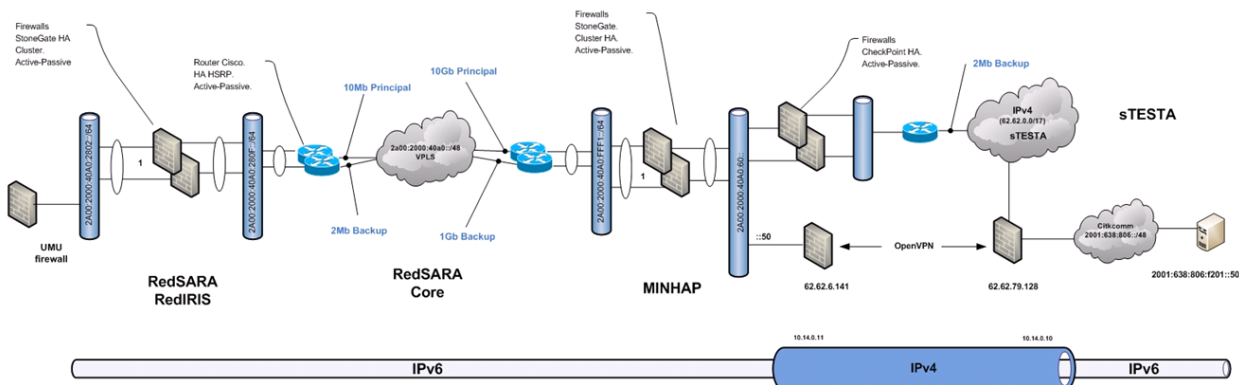 Firewalls
StoneGate HA
Cluster.
Active-Passive
Router Cisco.
HA HSRP.
Active-Passive.
10Mb Principal
10Gb Principal
Firewalls
StoneGate.
Cluster HA.
Active-Passive.
Firewalls
CheckPoint HA.
Active-Passive.
2Mb Backup
2A00:2000:40A0:2802::/64
1
2A00:2000:40A0:280F::/64
2a00:2000:40a0::/48
VPLS
2A00:2000:40A0:FFF1::/64
1
2A00:2000:40A0:60::
IPv4
(62.62.0.0/17)
sTESTA
sTESTA
UMU
firewall
2Mb Backup
1Gb Backup
::50
OpenVPN
Citkcomm
2001:638:806::/48
RedSARA
RedIRIS
RedSARA
Core
MINHAP
62.62.6.141
62.62.79.128
2001:638:806:f201::50
10.14.0.11
10.14.0.10
IPv6
IPv4
IPv6